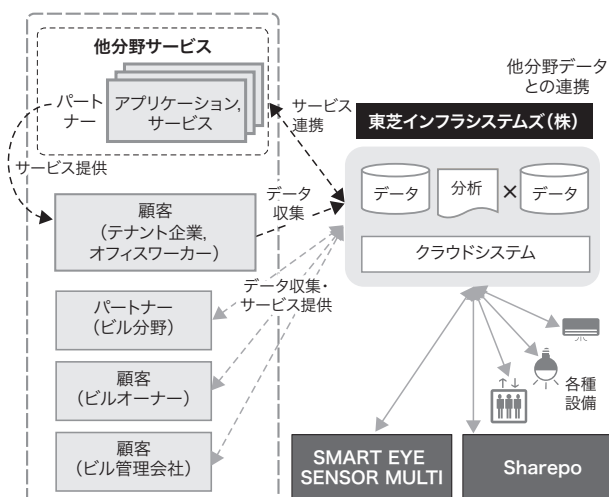 他分野サービス
パート
ナー
アプリケーション,
サービス
サービス提供
サービス
連携
他分野データ
との連携
東芝インフラシステムズ(株)
データ
分析
×
データ
クラウドシステム
顧客
(テナント企業,
オフィスワーカー)
データ
収集
データ収集・
サービス提供
パートナー
(ビル分野)
顧客
(ビルオーナー)
顧客
(ビル管理会社)
各種
設備
SMART EYE
SENSOR MULTI
Sharepo